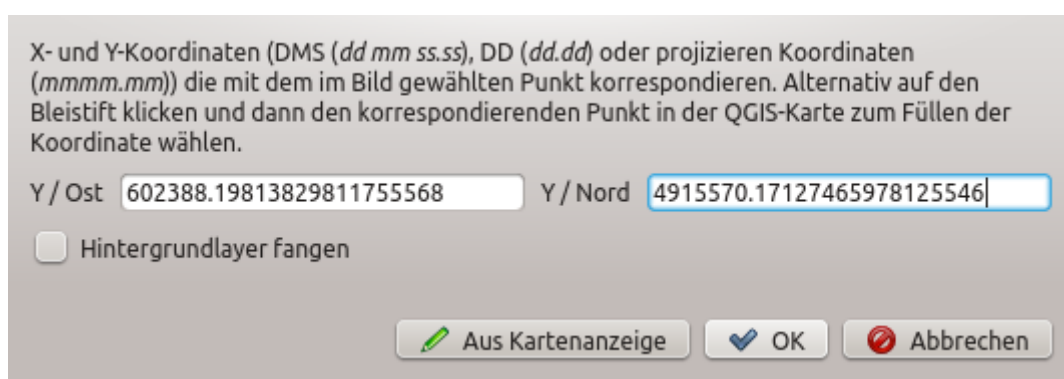 X- und Y-Koordinaten (DMS (dd mm ss.ss), DD (dd.dd) oder projizieren Koordinaten
(mmmm.mm)) die mit dem im Bild gewählten Punkt korrespondieren. Alternativ auf den
Bleistift klicken und dann den korrespondierenden Punkt in der QGIS-Karte zum Füllen der
Koordinate wählen.
Y / Ost 602388.19813829811755568 Y / Nord 4915570.17127465978125546
Hintergrundlayer fangen
Aus Kartenanzeige OK Abbrechen